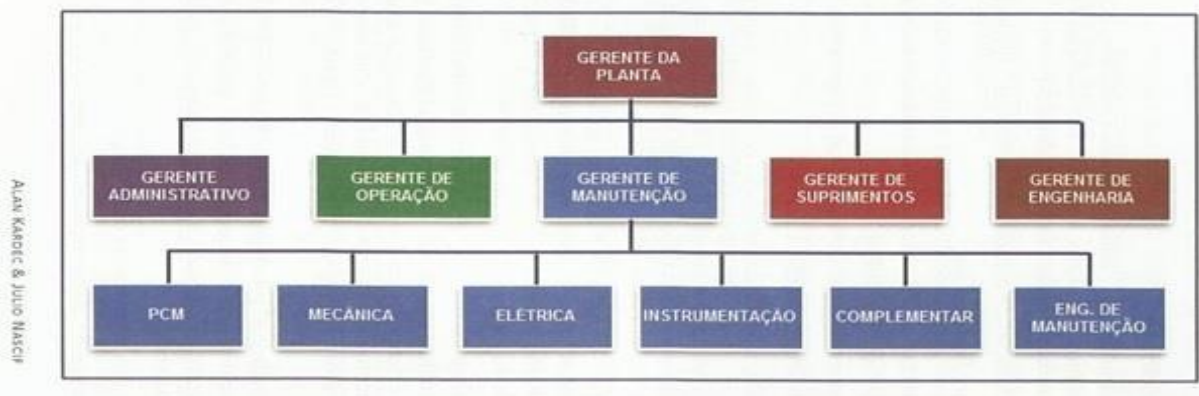 GERENTE DA
PLANTA
GERENTE
ADMINISTRATIVO
GERENTE DE
OPERAÇÃO
GERENTE DE
MANUTENÇÃO
GERENTE DE
SUPRIMENTOS
GERENTE DE
ENGENHARIA
PCM
MECÂNICA
ELÉTRICA
INSTRUMENTAÇÃO
COMPLEMENTAR
ENG. DE
MANUTENÇÃO
ALAN KARDEC & JULIO NASCIF